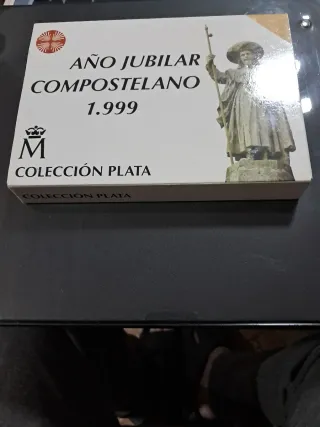 AÑO JUBILAR
COMPOSTELANO
1.999
M
COLECCIÓN PLATA
COLECCIÓN PLATA